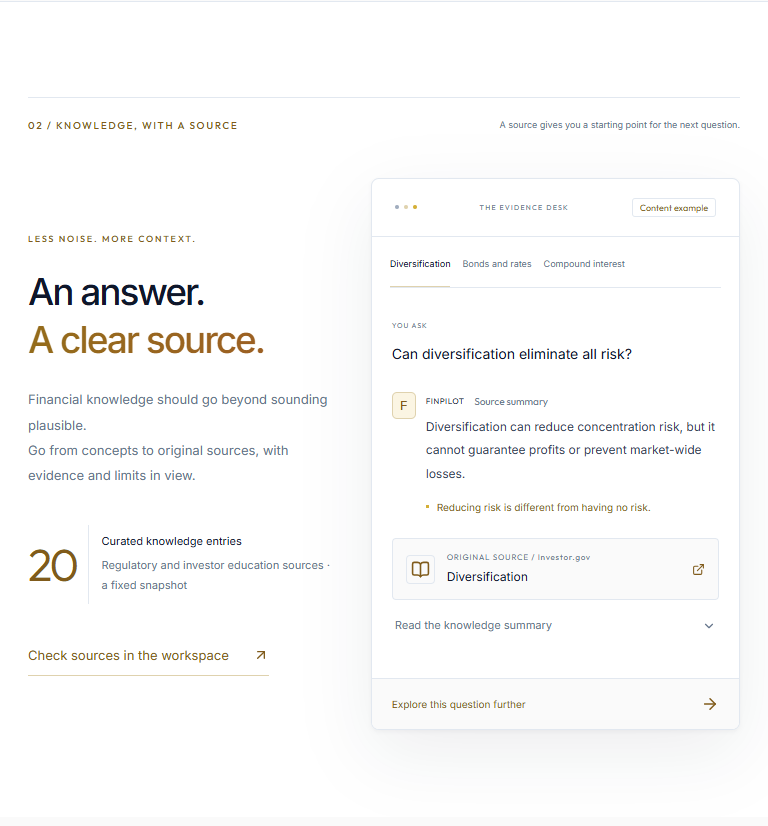 02 / KNOWLEDGE, WITH A SOURCE
A source gives you a starting point for the next question.
LESS NOISE. MORE CONTEXT.
An answer.
A clear source.
Financial knowledge should go beyond sounding
plausible.
Go from concepts to original sources, with
evidence and limits in view.
20
Curated knowledge entries
Regulatory and investor education sources ·
a fixed snapshot
Check sources in the workspace
THE EVIDENCE DESK
Content example
Diversification
Bonds and rates
Compound interest
YOU ASK
Can diversification eliminate all risk?
F
FINPILOT
Source summary
Diversification can reduce concentration risk, but it
cannot guarantee profits or prevent market-wide
losses.
Reducing risk is different from having no risk.
ORIGINAL SOURCE / Investor.gov
Diversification
Read the knowledge summary
Explore this question further